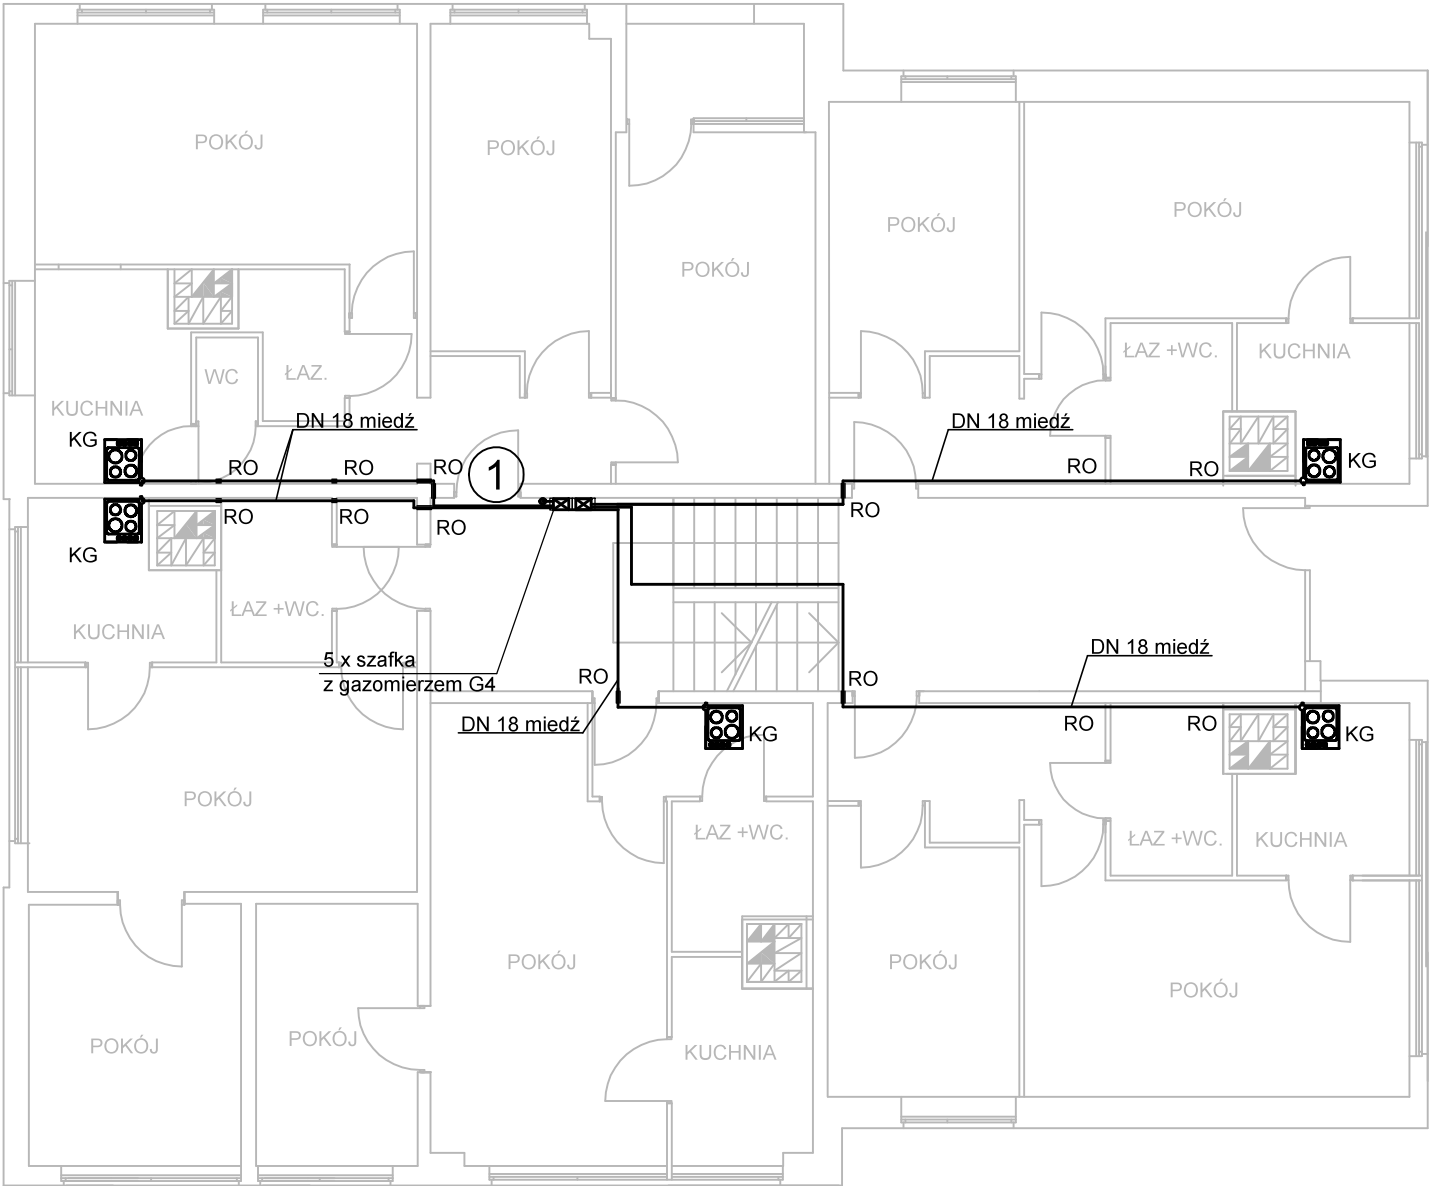 POKÓJ
POKÓJ
POKÓJ
POKÓJ
POKÓJ
WC
ŁAZ.
KUCHNIA
ŁAZ +WC.
KUCHNIA
DN 18 miedź
DN 18 miedź
KG
RO
RO
RO
1
RO
RO
KG
RO
RO
RO
RO
KG
KUCHNIA
ŁAZ +WC.
5 x szafka
z gazomierzem G4
DN 18 miedź
RO
RO
DN 18 miedź
KG
RO
RO
KG
POKÓJ
ŁAZ +WC.
ŁAZ +WC.
KUCHNIA
POKÓJ
POKÓJ
POKÓJ
POKÓJ
POKÓJ
KUCHNIA
KG